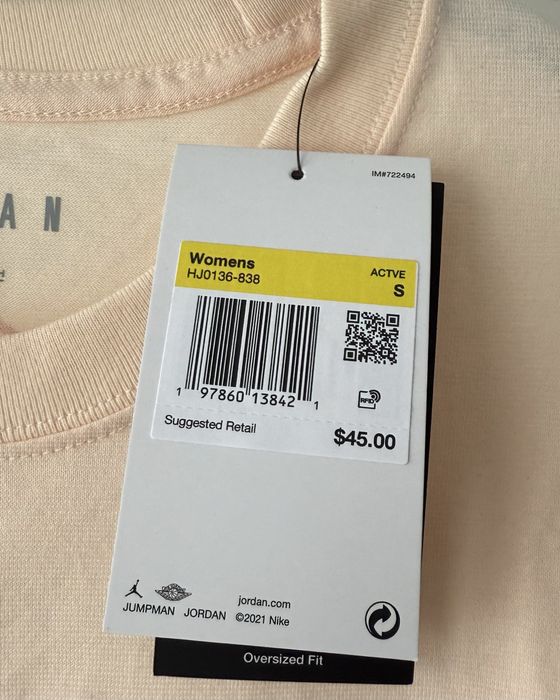 AN
H
IM#722494
Womens
HJ0136-838
ACTVE
S
1 97860 13842 1
RFID
Suggested Retail
$45.00
JUMPMAN JORDAN
jordan.com
©2021 Nike
Oversized Fit